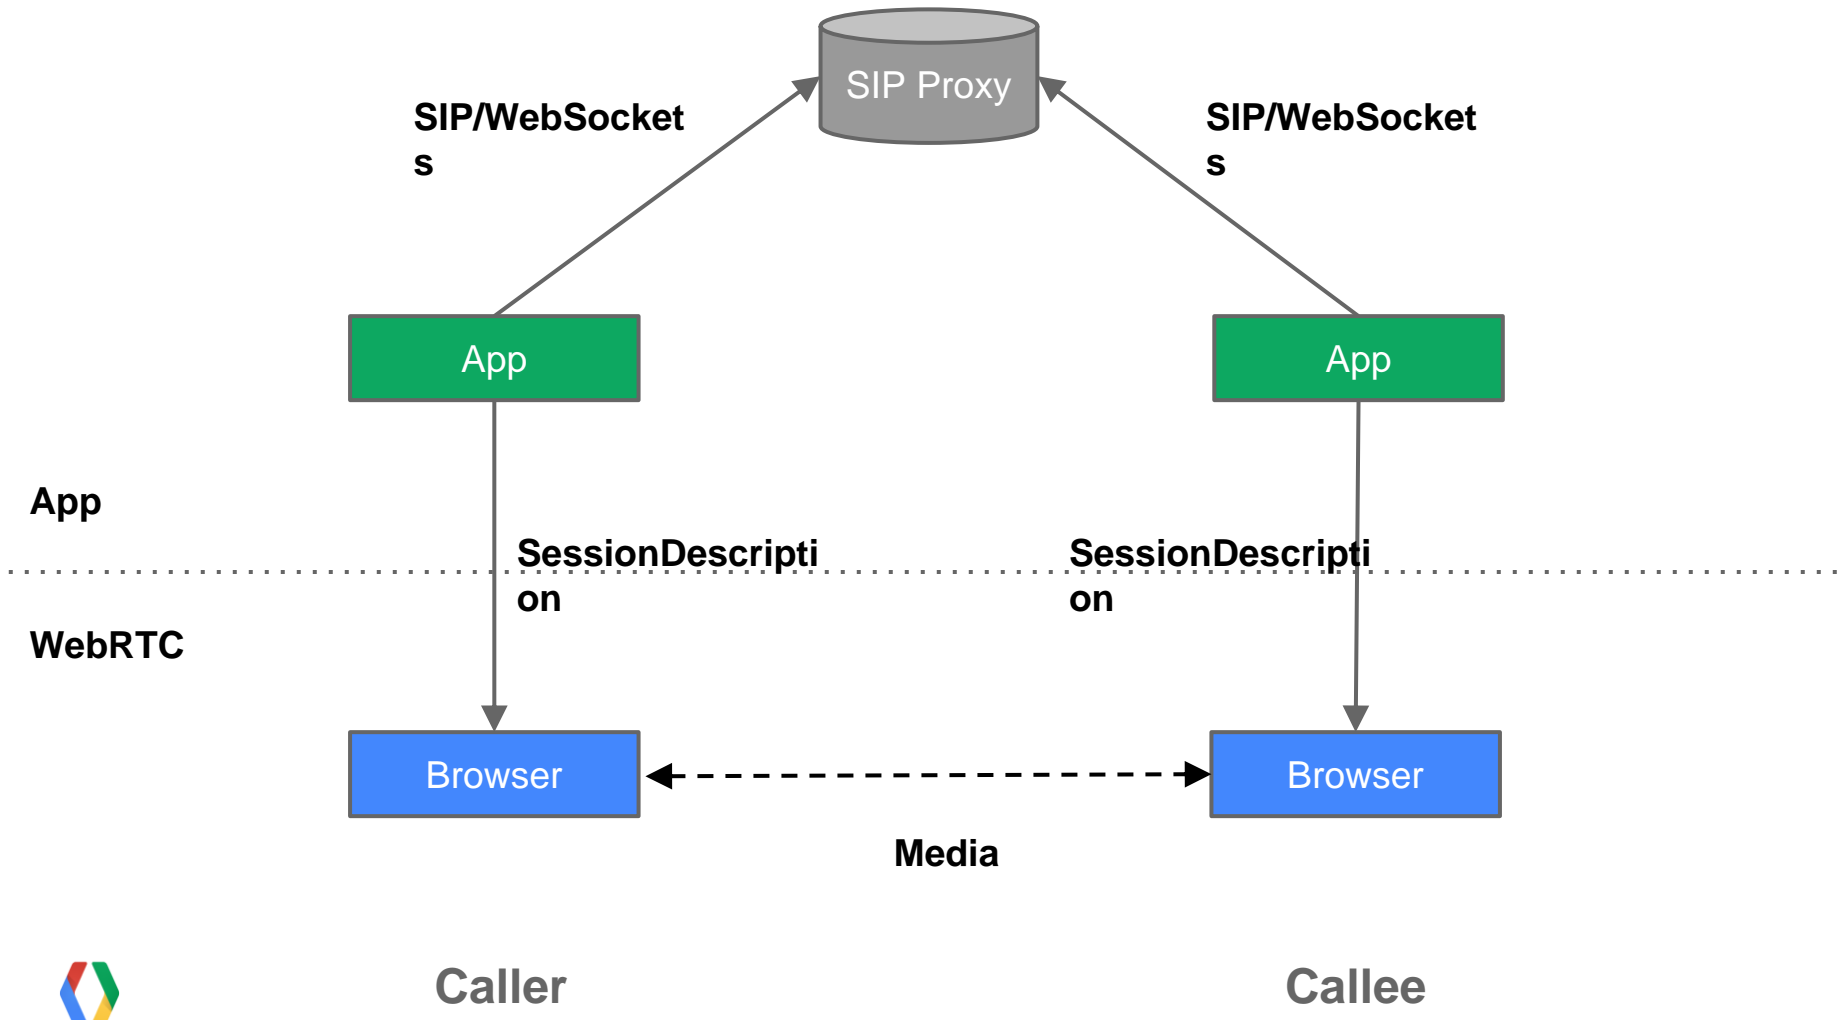 SIP Proxy
SIP/WebSocket
s
SIP/WebSocket
s
App
App
App
SessionDescripti
on
SessionDescripti
on
WebRTC
Browser
Browser
Media
Caller
Callee